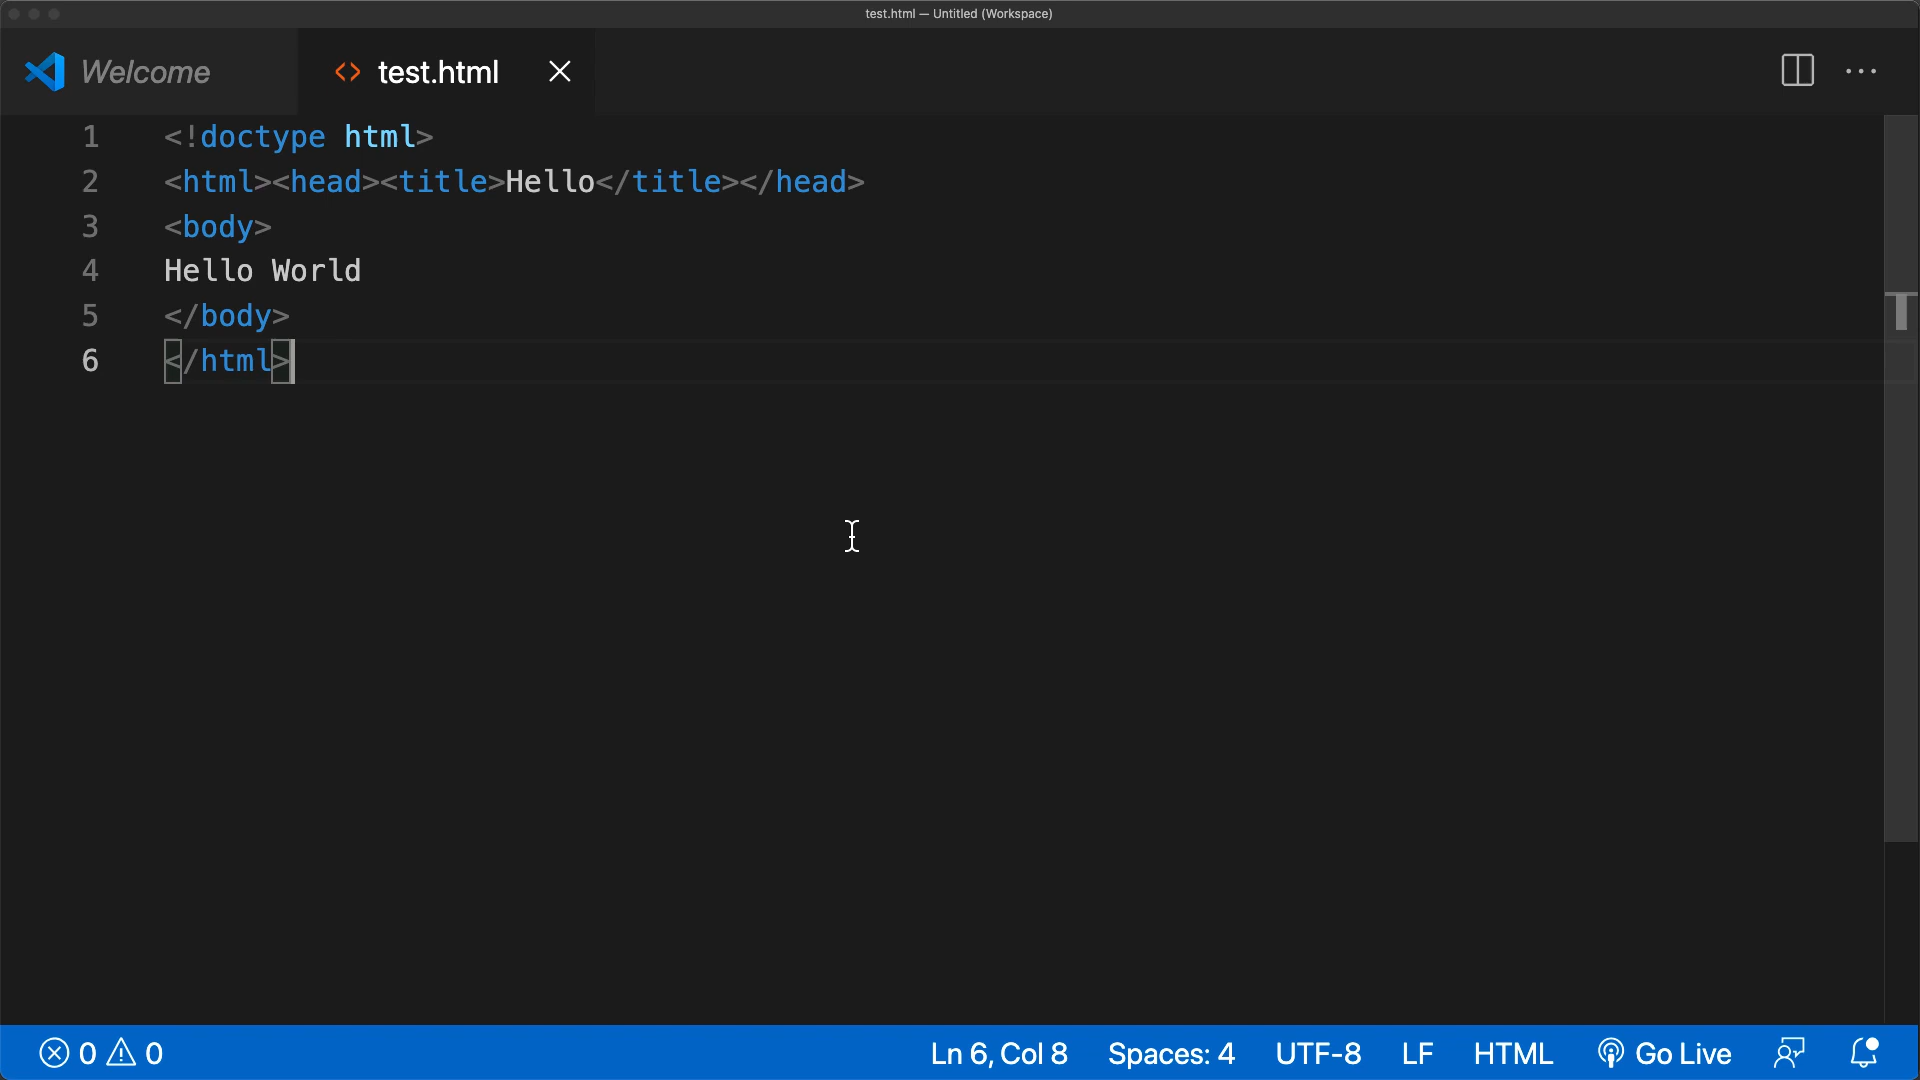 test.html — Untitled (Workspace)
Welcome
test.html
1 <!doctype html>
2 <html><head><title>Hello</title></head>
3 <body>
4 Hello World
5 </body>
6 </html>
0 0 Ln 6, Col 8 Spaces: 4 UTF-8 LF HTML Go Live